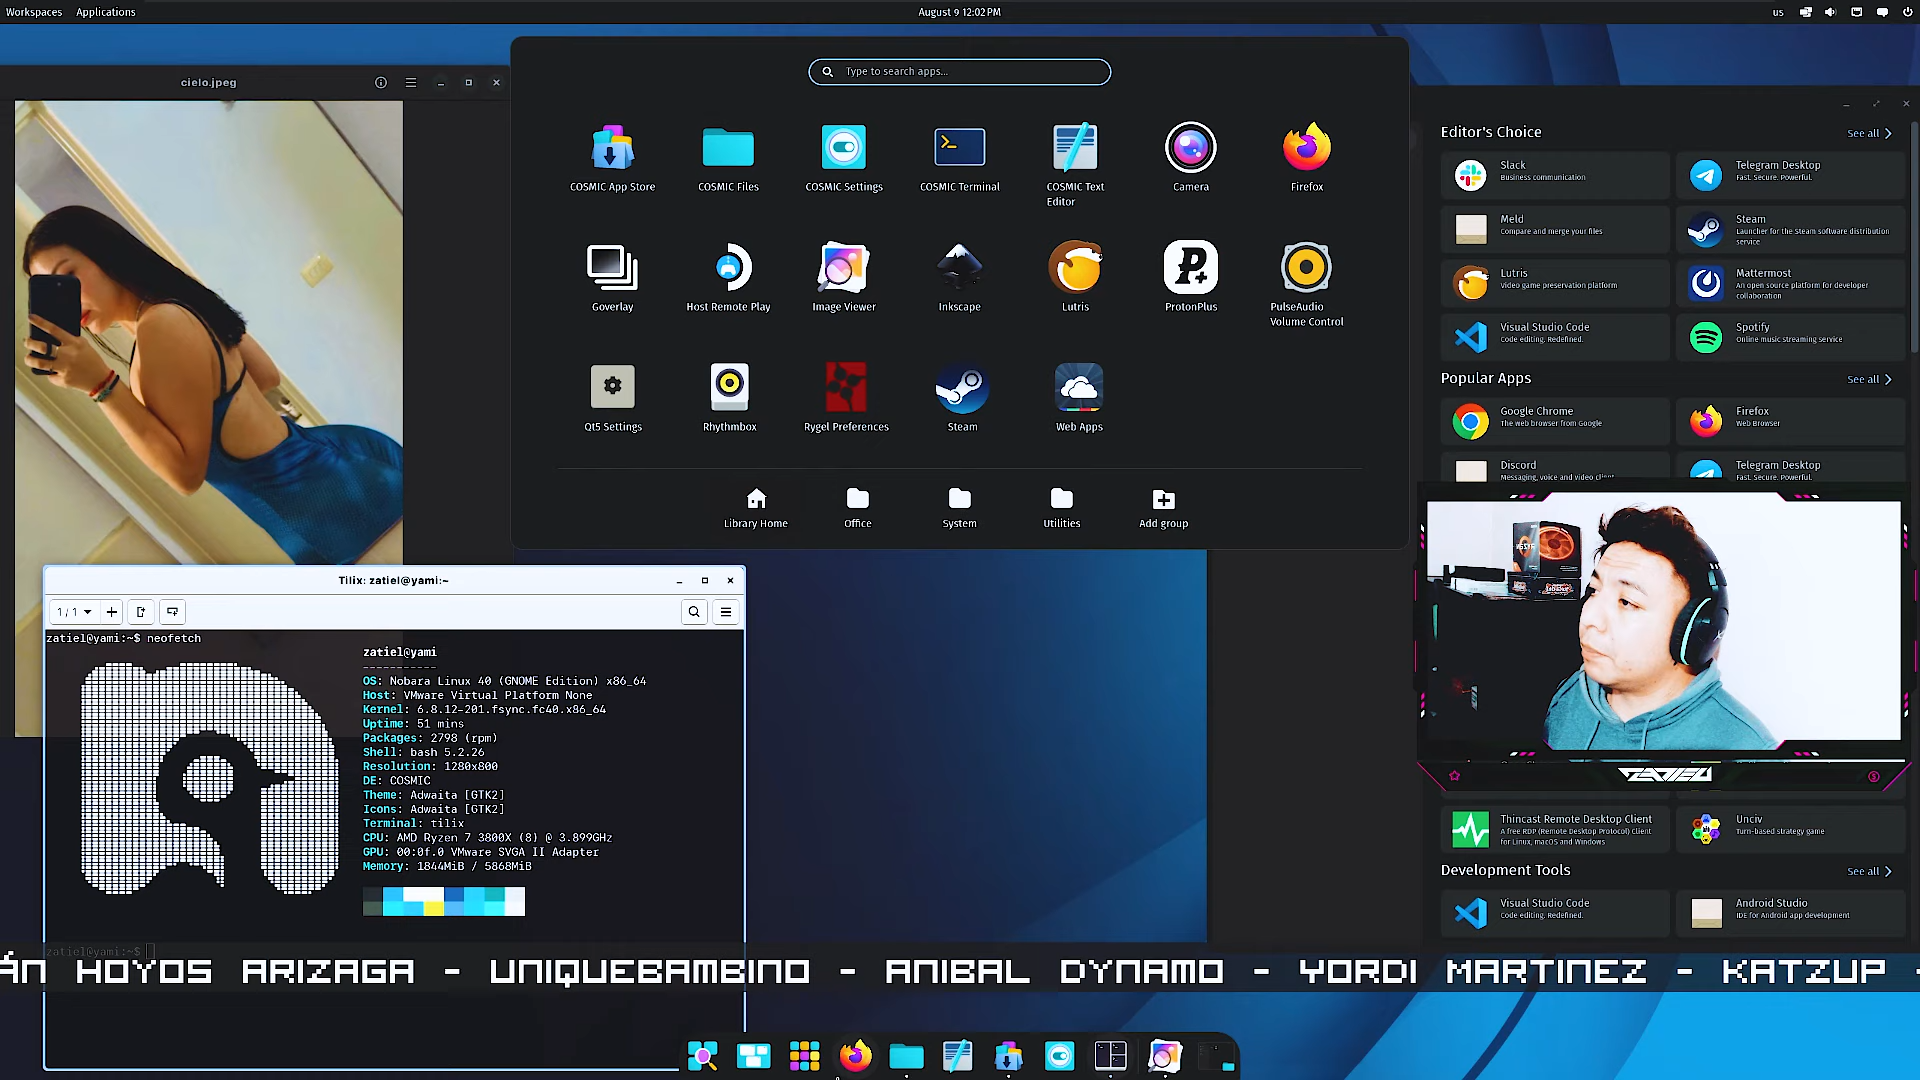 Workspaces Applications August 9 12:02 PM us
cielo.jpeg
Type to search apps...
COSMIC App Store COSMIC Files COSMIC Settings COSMIC Terminal COSMIC Text Editor Camera Firefox
Goverlay Host Remote Play Image Viewer Inkscape Lutris ProtonPlus PulseAudio Volume Control
Qt5 Settings Rhythmbox Rygel Preferences Steam Web Apps
Library Home Office System Utilities Add group
Editor's Choice See all
Slack
Business communication
Telegram Desktop
Fast. Secure. Powerful.
Meld
Compare and merge your files
Steam
Launcher for the Steam software distribution
service
Lutris
Video game preservation platform
Mattermost
An open source platform for developer
collaboration
Visual Studio Code
Code editing. Redefined.
Spotify
Online music streaming service
Popular Apps See all
Google Chrome
The web browser from Google
Firefox
Web Browser
Discord
Messaging, voice and video client
Telegram Desktop
Fast. Secure. Powerful.
ZATIEL
Thincast Remote Desktop Client
A free RDP (Remote Desktop Protocol) Client
for Linux, macOS and Windows
Unciv
Turn-based strategy game
Development Tools See all
Visual Studio Code
Code editing. Redefined.
Android Studio
IDE for Android app development
Tilix: zatiel@yami:~
1 / 1
zatiel@yami:~$ neofetch
zatiel@yami
-----------
OS: Nobara Linux 40 (GNOME Edition) x86_64
Host: VMware Virtual Platform None
Kernel: 6.8.12-201.fsync.fc40.x86_64
Uptime: 51 mins
Packages: 2798 (rpm)
Shell: bash 5.2.26
Resolution: 1280x800
DE: COSMIC
Theme: Adwaita [GTK2]
Icons: Adwaita [GTK2]
Terminal: tilix
CPU: AMD Ryzen 7 3800X (8) @ 3.899GHz
GPU: 00:0f.0 VMware SVGA II Adapter
Memory: 1844MiB / 5868MiB
zatiel@yami:~$
ÁN HOYOS ARIZAGA - UNIQUEBAMBINO - ANIBAL DYNAMO - YORDI MARTINEZ - KATZUP -